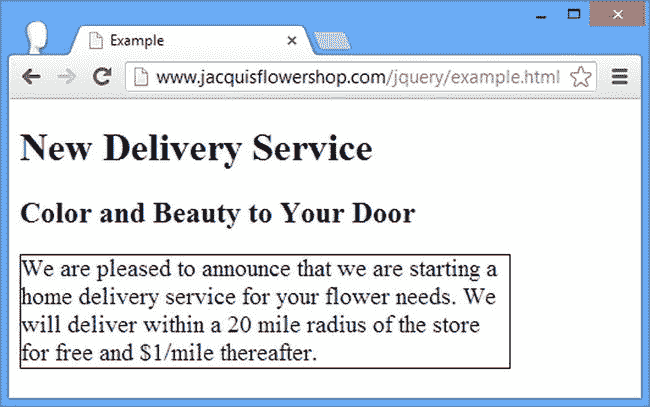 Example
www.jacquisflowershop.com/jquery/example.html
New Delivery Service
Color and Beauty to Your Door
We are pleased to announce that we are starting a
home delivery service for your flower needs. We
will deliver within a 20 mile radius of the store
for free and $1/mile thereafter.